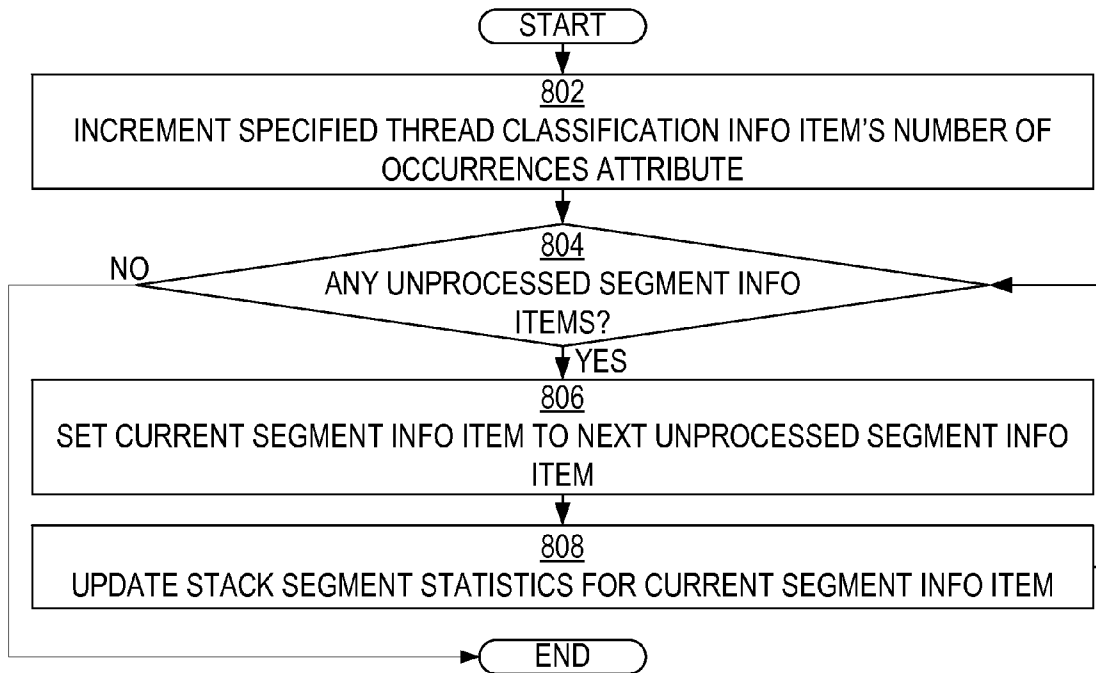 START
802
INCREMENT SPECIFIED THREAD CLASSIFICATION INFO ITEM'S NUMBER OF
OCCURRENCES ATTRIBUTE
804
NO
ANY UNPROCESSED SEGMENT INFO
ITEMS?
YES
806
SET CURRENT SEGMENT INFO ITEM TO NEXT UNPROCESSED SEGMENT INFO
ITEM
808
UPDATE STACK SEGMENT STATISTICS FOR CURRENT SEGMENT INFO ITEM
END